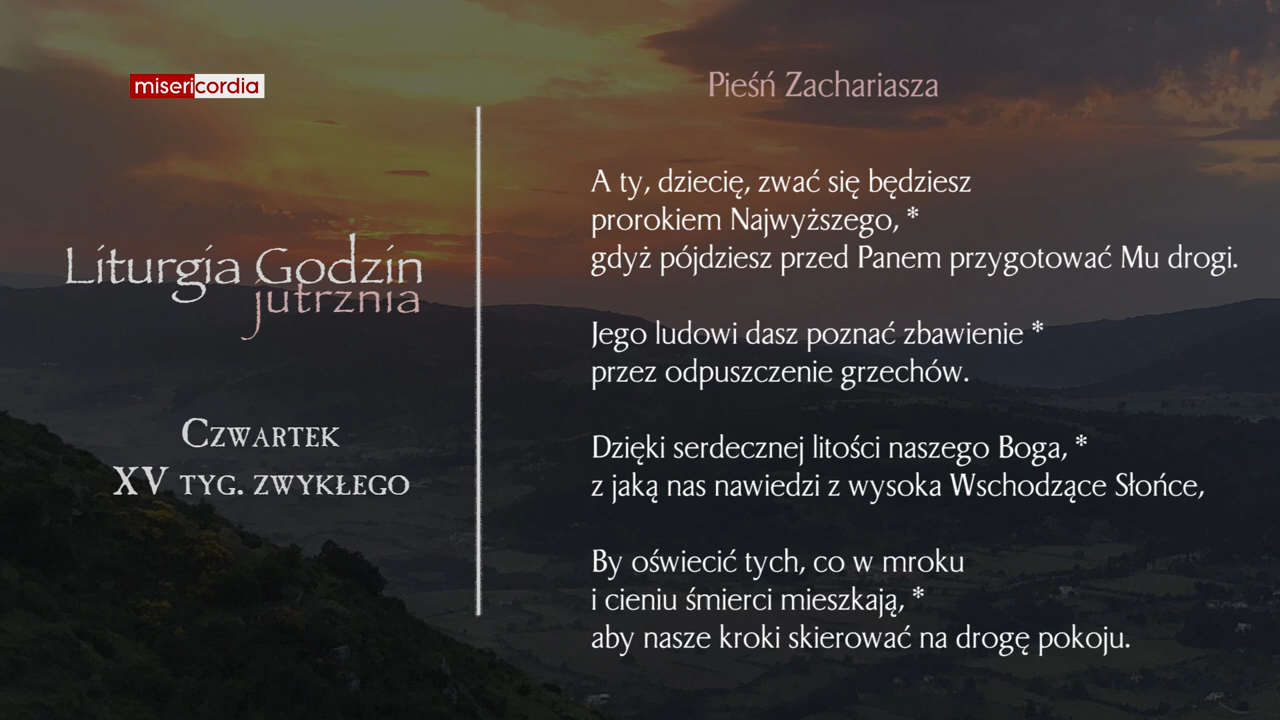 misericordia
Liturgia Godzin
jutrznia
Czwartek
XV tyg. zwykłego
Pieśń Zachariasza
A ty, dziecię, zwać się będziesz
prorokiem Najwyższego, *
gdyż pójdziesz przed Panem przygotować Mu drogi.
Jego ludowi dasz poznać zbawienie *
przez odpuszczenie grzechów.
Dzięki serdecznej litości naszego Boga, *
z jaką nas nawiedzi z wysoka Wschodzące Słońce,
By oświecić tych, co w mroku
i cieniu śmierci mieszkają, *
aby nasze kroki skierować na drogę pokoju.